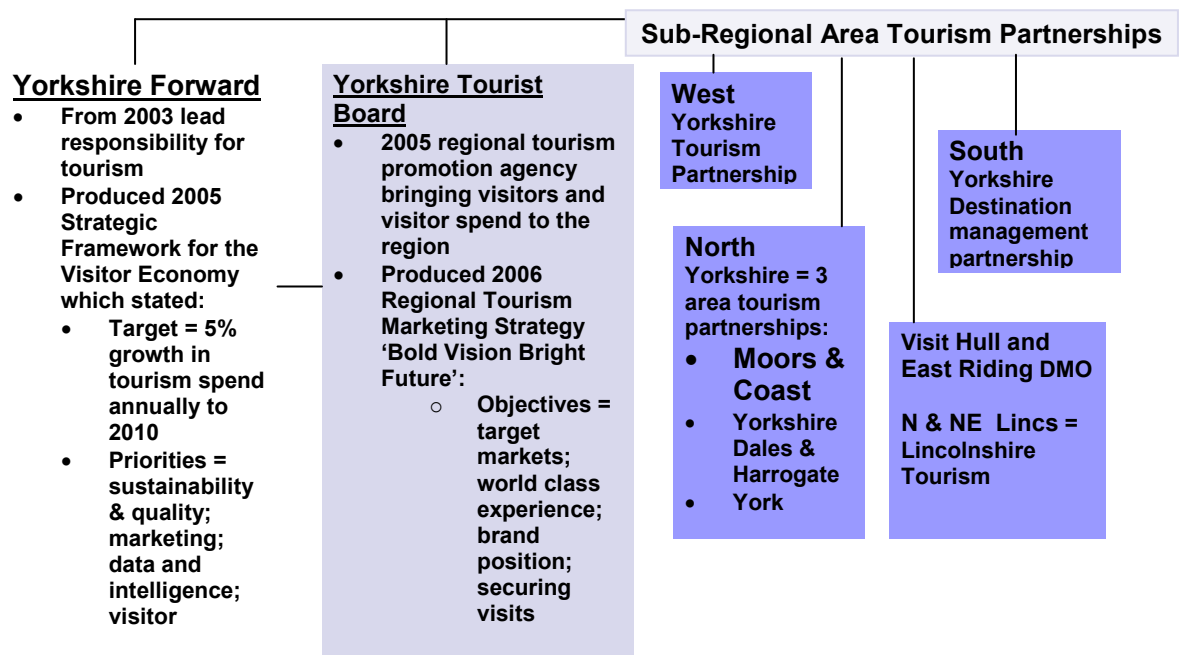 Sub-Regional Area Tourism Partnerships
Yorkshire Forward
• From 2003 lead
responsibility for
tourism
• Produced 2005
Strategic
Framework for the
Visitor Economy
which stated:
• Target = 5%
growth in
tourism spend
annually to
2010
• Priorities =
sustainability
& quality;
marketing;
data and
intelligence;
visitor
Yorkshire Tourist
Board
• 2005 regional tourism
promotion agency
bringing visitors and
visitor spend to the
region
• Produced 2006
Regional Tourism
Marketing Strategy
‘Bold Vision Bright
Future’:
o Objectives =
target
markets;
world class
experience;
brand
position;
securing
visits
West
Yorkshire
Tourism
Partnership
North
Yorkshire = 3
area tourism
partnerships:
• Moors &
Coast
• Yorkshire
Dales &
Harrogate
• York
South
Yorkshire
Destination
management
partnership
Visit Hull and
East Riding DMO
N & NE Lincs =
Lincolnshire
Tourism